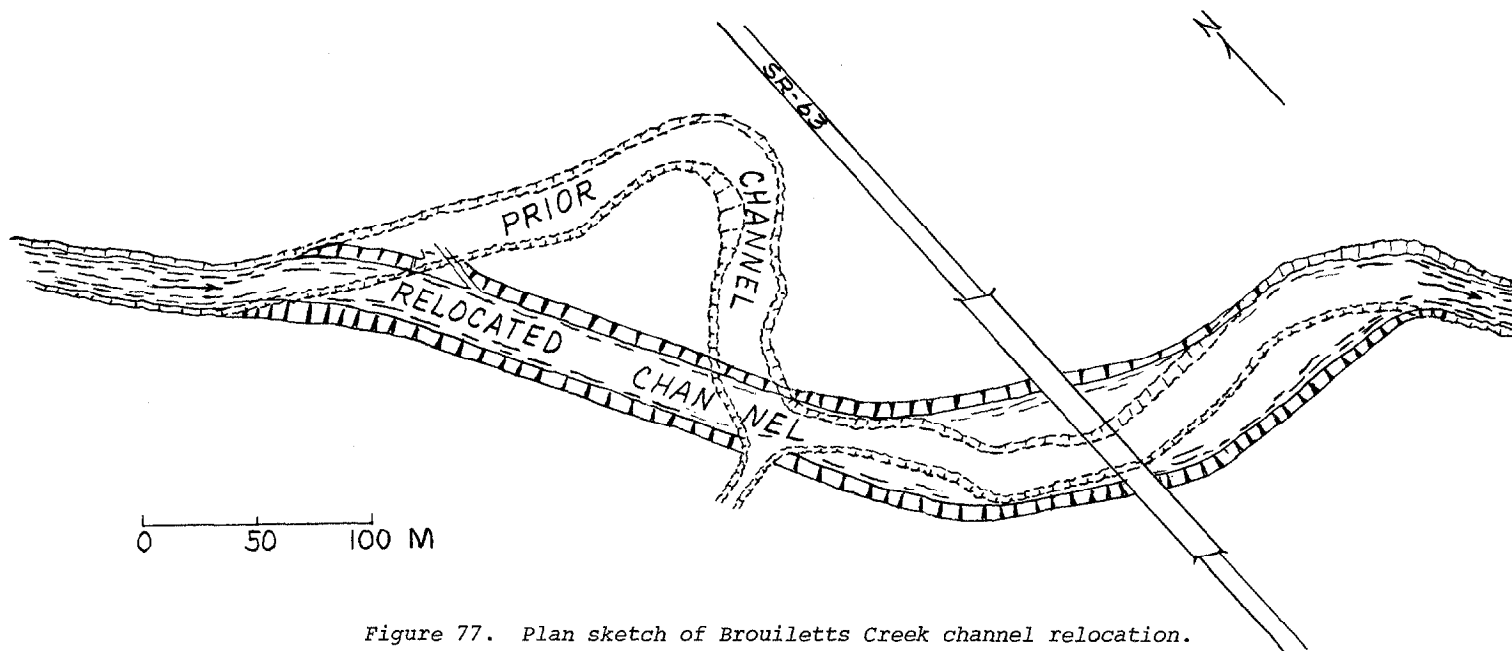 N
SR-63
PRIOR
CHANNEL
RELOCATED
CHANNEL
0 50 100 M
Figure 77. Plan sketch of Brouiletts Creek channel relocation.